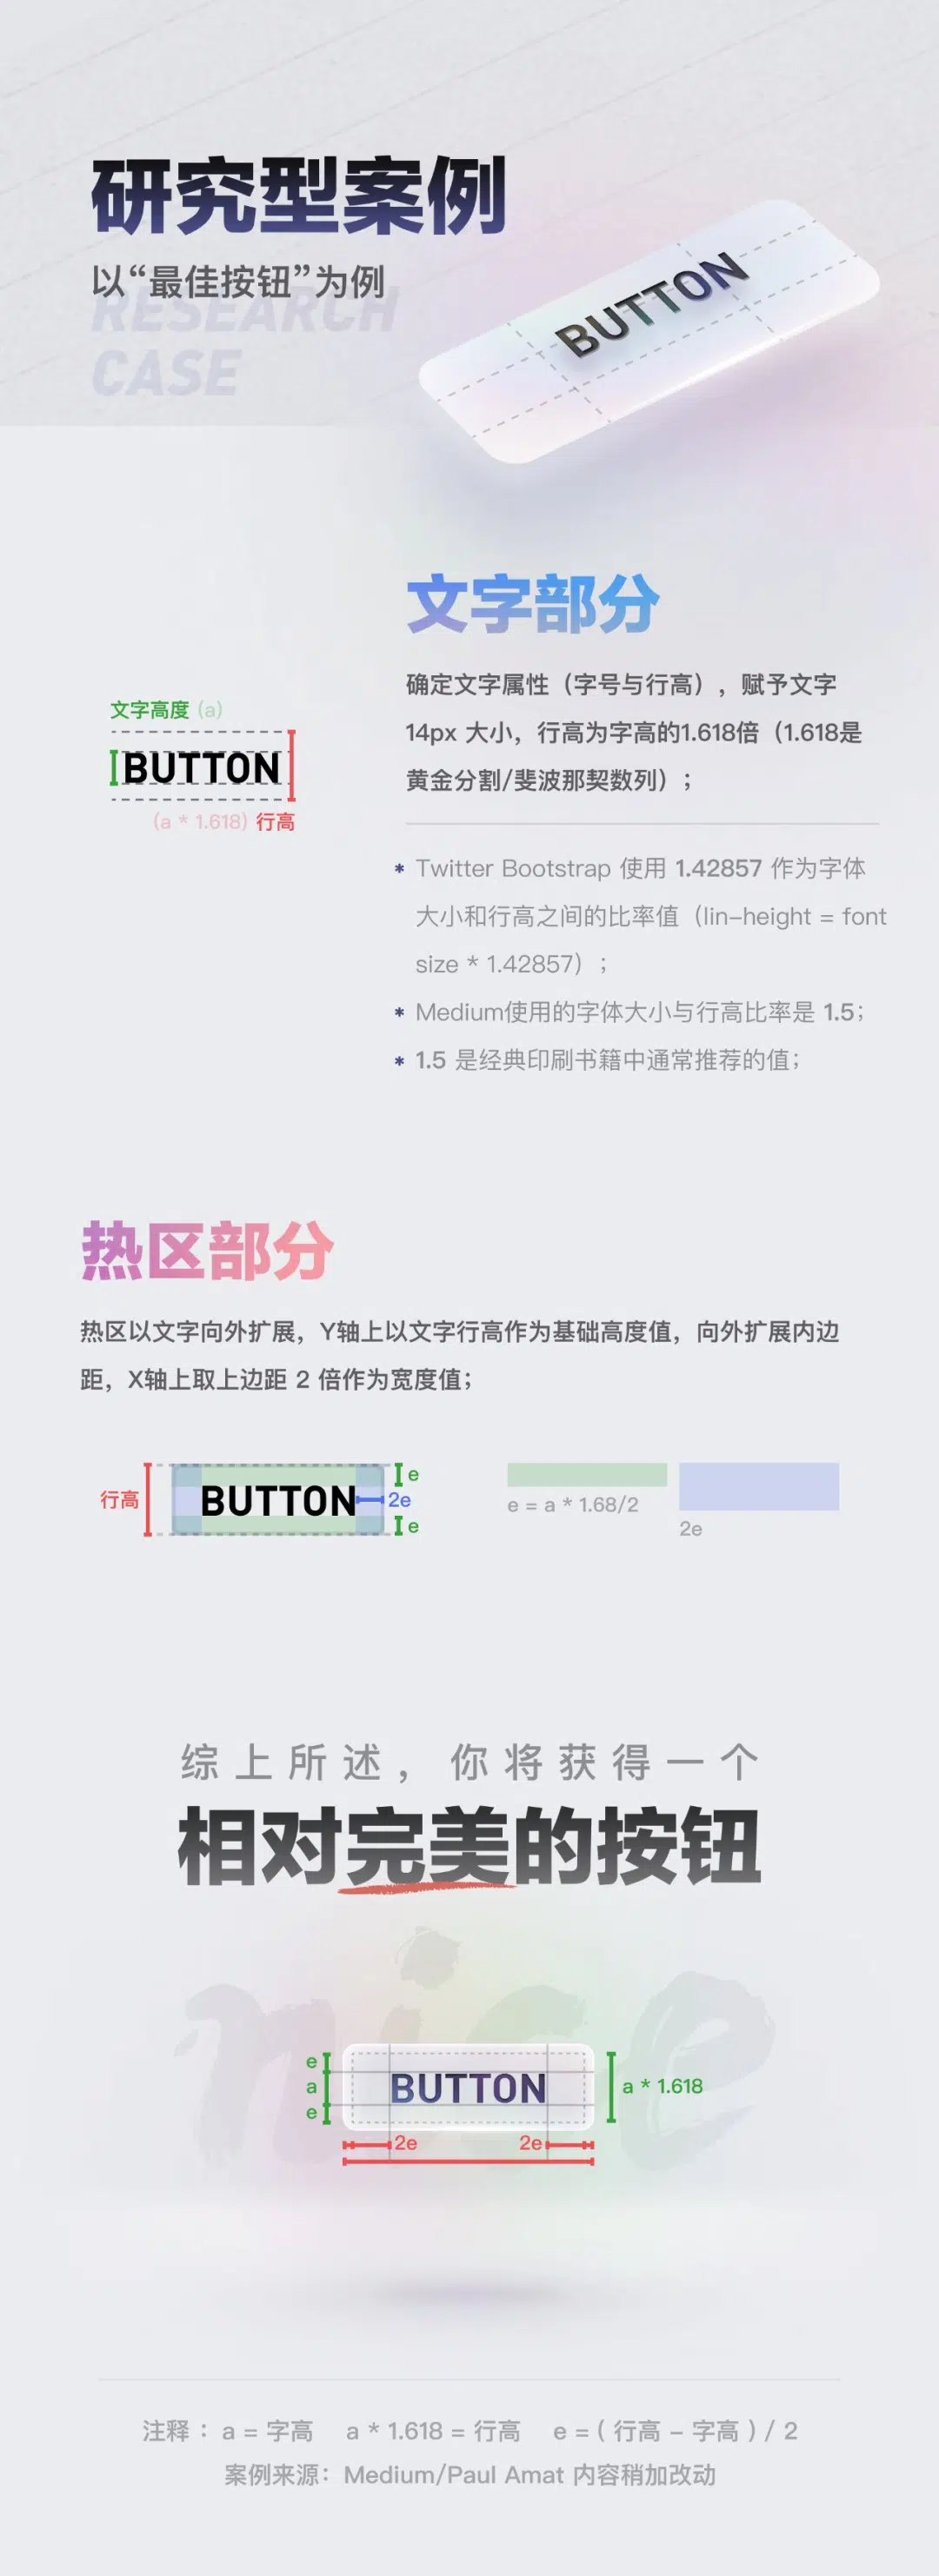 研究型案例
以“最佳按钮”为例
RESEARCH
CASE
BUTTON
文字部分
确定文字属性（字号与行高），赋予文字
14px 大小，行高为字高的1.618倍（1.618是
黄金分割/斐波那契数列）；
文字高度 (a)
BUTTON
(a * 1.618) 行高
* Twitter Bootstrap 使用 1.42857 作为字体
大小和行高之间的比率值（lin-height = font
size * 1.42857）；
* Medium使用的字体大小与行高比率是 1.5；
* 1.5 是经典印刷书籍中通常推荐的值；
热区部分
热区以文字向外扩展，Y轴上以文字行高作为基础高度值，向外扩展内边
距，X轴上取上边距 2 倍作为宽度值；
行高
BUTTON
e
2e
e
e = a * 1.68/2
2e
综上所述，你将获得一个
相对完美的按钮
nice
e
a
e
BUTTON
a * 1.618
2e
2e
注释： a = 字高 a * 1.618 = 行高 e =( 行高 - 字高 ) / 2
案例来源：Medium/Paul Amat 内容稍加改动